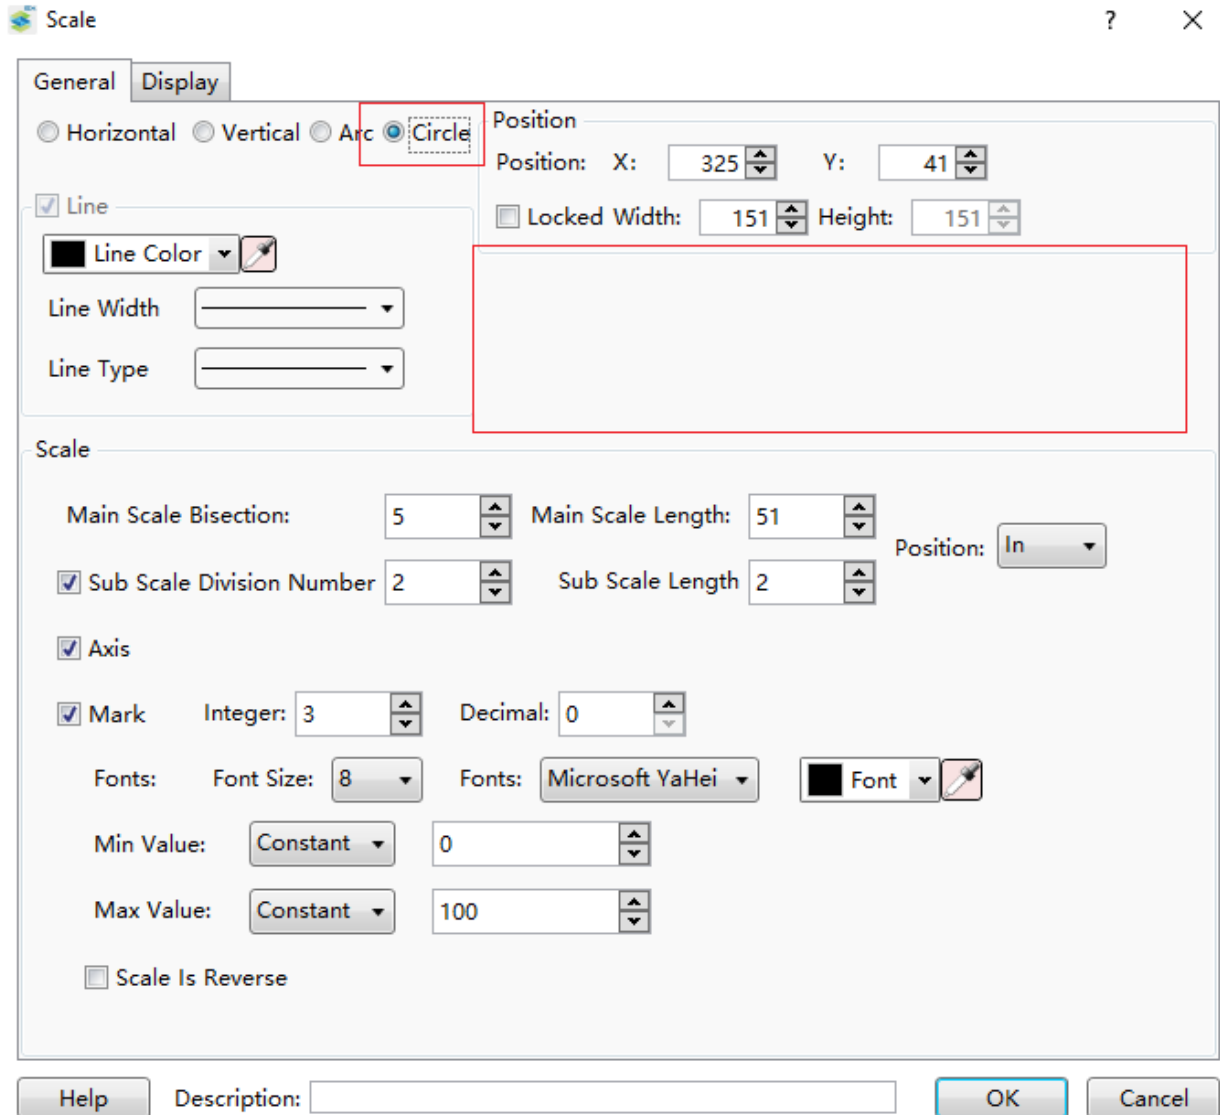 Scale
?
General Display
Horizontal Vertical Arc Circle
Position
Position: X: 325 Y: 41
Locked Width: 151 Height: 151
Line
Line Color
Line Width
Line Type
Scale
Main Scale Bisection: 5 Main Scale Length: 51
Position: In
Sub Scale Division Number 2 Sub Scale Length 2
Axis
Mark Integer: 3 Decimal: 0
Fonts: Font Size: 8 Fonts: Microsoft YaHei Font
Min Value: Constant 0
Max Value: Constant 100
Scale Is Reverse
Help Description: OK Cancel